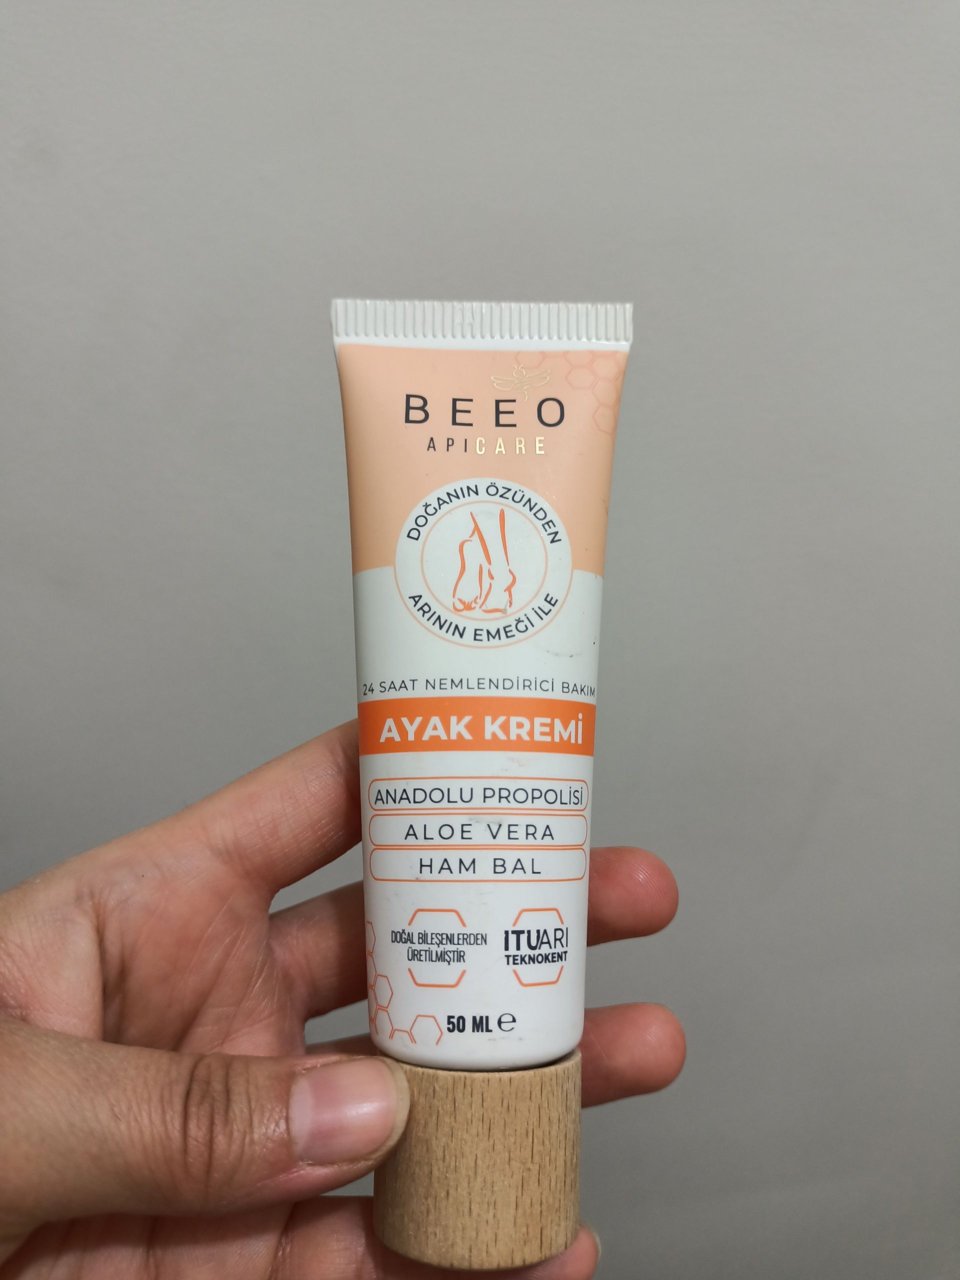 BEEO
APICARE
DOĞANIN ÖZÜNDEN
ARININ EMEĞİ İLE
24 SAAT NEMLENDİRİCİ BAKIM
AYAK KREMİ
ANADOLU PROPOLİSİ
ALOE VERA
HAM BAL
DOĞAL BİLEŞENLERDEN
ÜRETİLMİŞTİR
ITUARI
TEKNOKENT
50 ML ℮